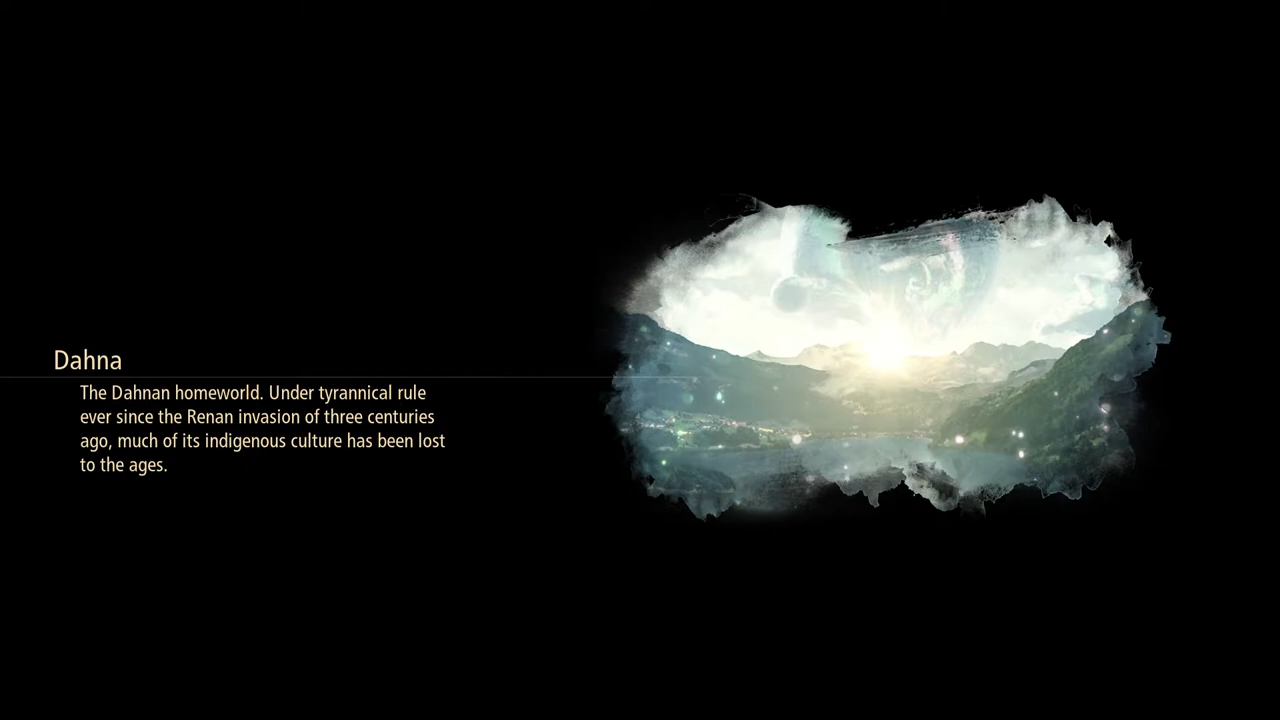 Dahna
The Dahnan homeworld. Under tyrannical rule
ever since the Renan invasion of three centuries
ago, much of its indigenous culture has been lost
to the ages.